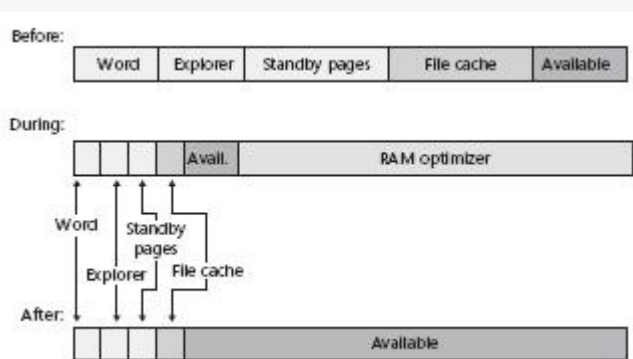 Before:
Word Explorer Standby pages File cache Available
During:
Avail. RAM optimizer
Word
Standby
pages
Explorer
File cache
After:
Available